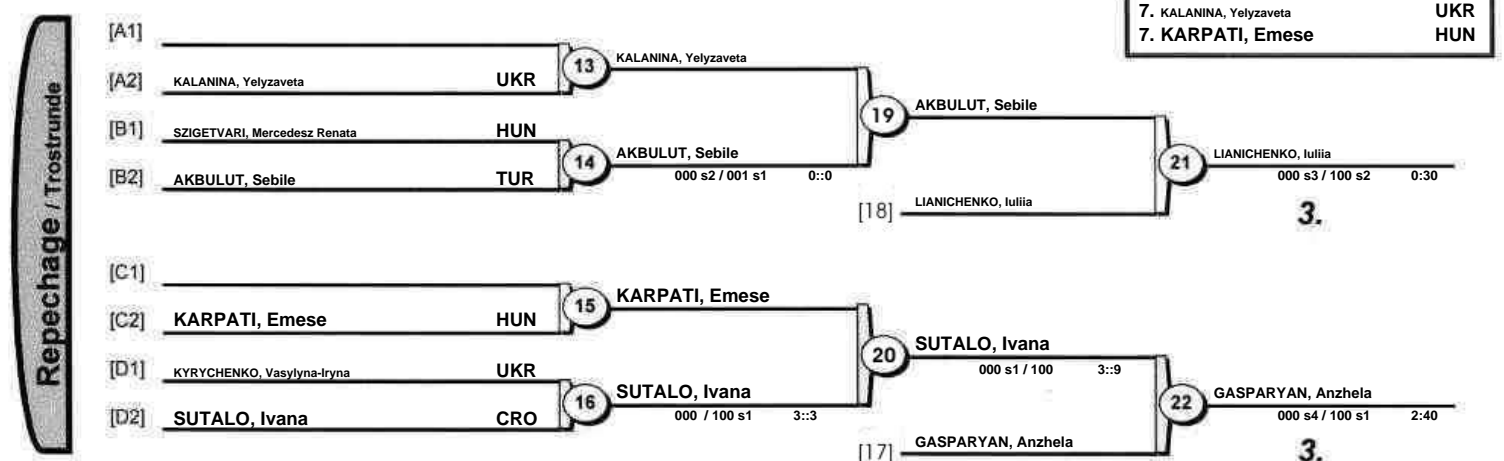 7. KALANINA, Yelyzaveta UKR
7. KARPATI, Emese HUN
Repechage / Trostrunde
[A1]
13 KALANINA, Yelyzaveta
[A2] KALANINA, Yelyzaveta UKR
19 AKBULUT, Sebile
[B1] SZIGETVARI, Mercedesz Renata HUN
14 AKBULUT, Sebile
000 s2 / 001 s1 0::0
[B2] AKBULUT, Sebile TUR
21 LIANICHENKO, Iuliia
000 s3 / 100 s2 0:30
[18] LIANICHENKO, Iuliia
3.
[C1]
15 KARPATI, Emese
[C2] KARPATI, Emese HUN
20 SUTALO, Ivana
000 s1 / 100 3::9
[D1] KYRYCHENKO, Vasylyna-Iryna UKR
16 SUTALO, Ivana
000 / 100 s1 3::3
[D2] SUTALO, Ivana CRO
22 GASPARYAN, Anzhela
000 s4 / 100 s1 2:40
[17] GASPARYAN, Anzhela
3.